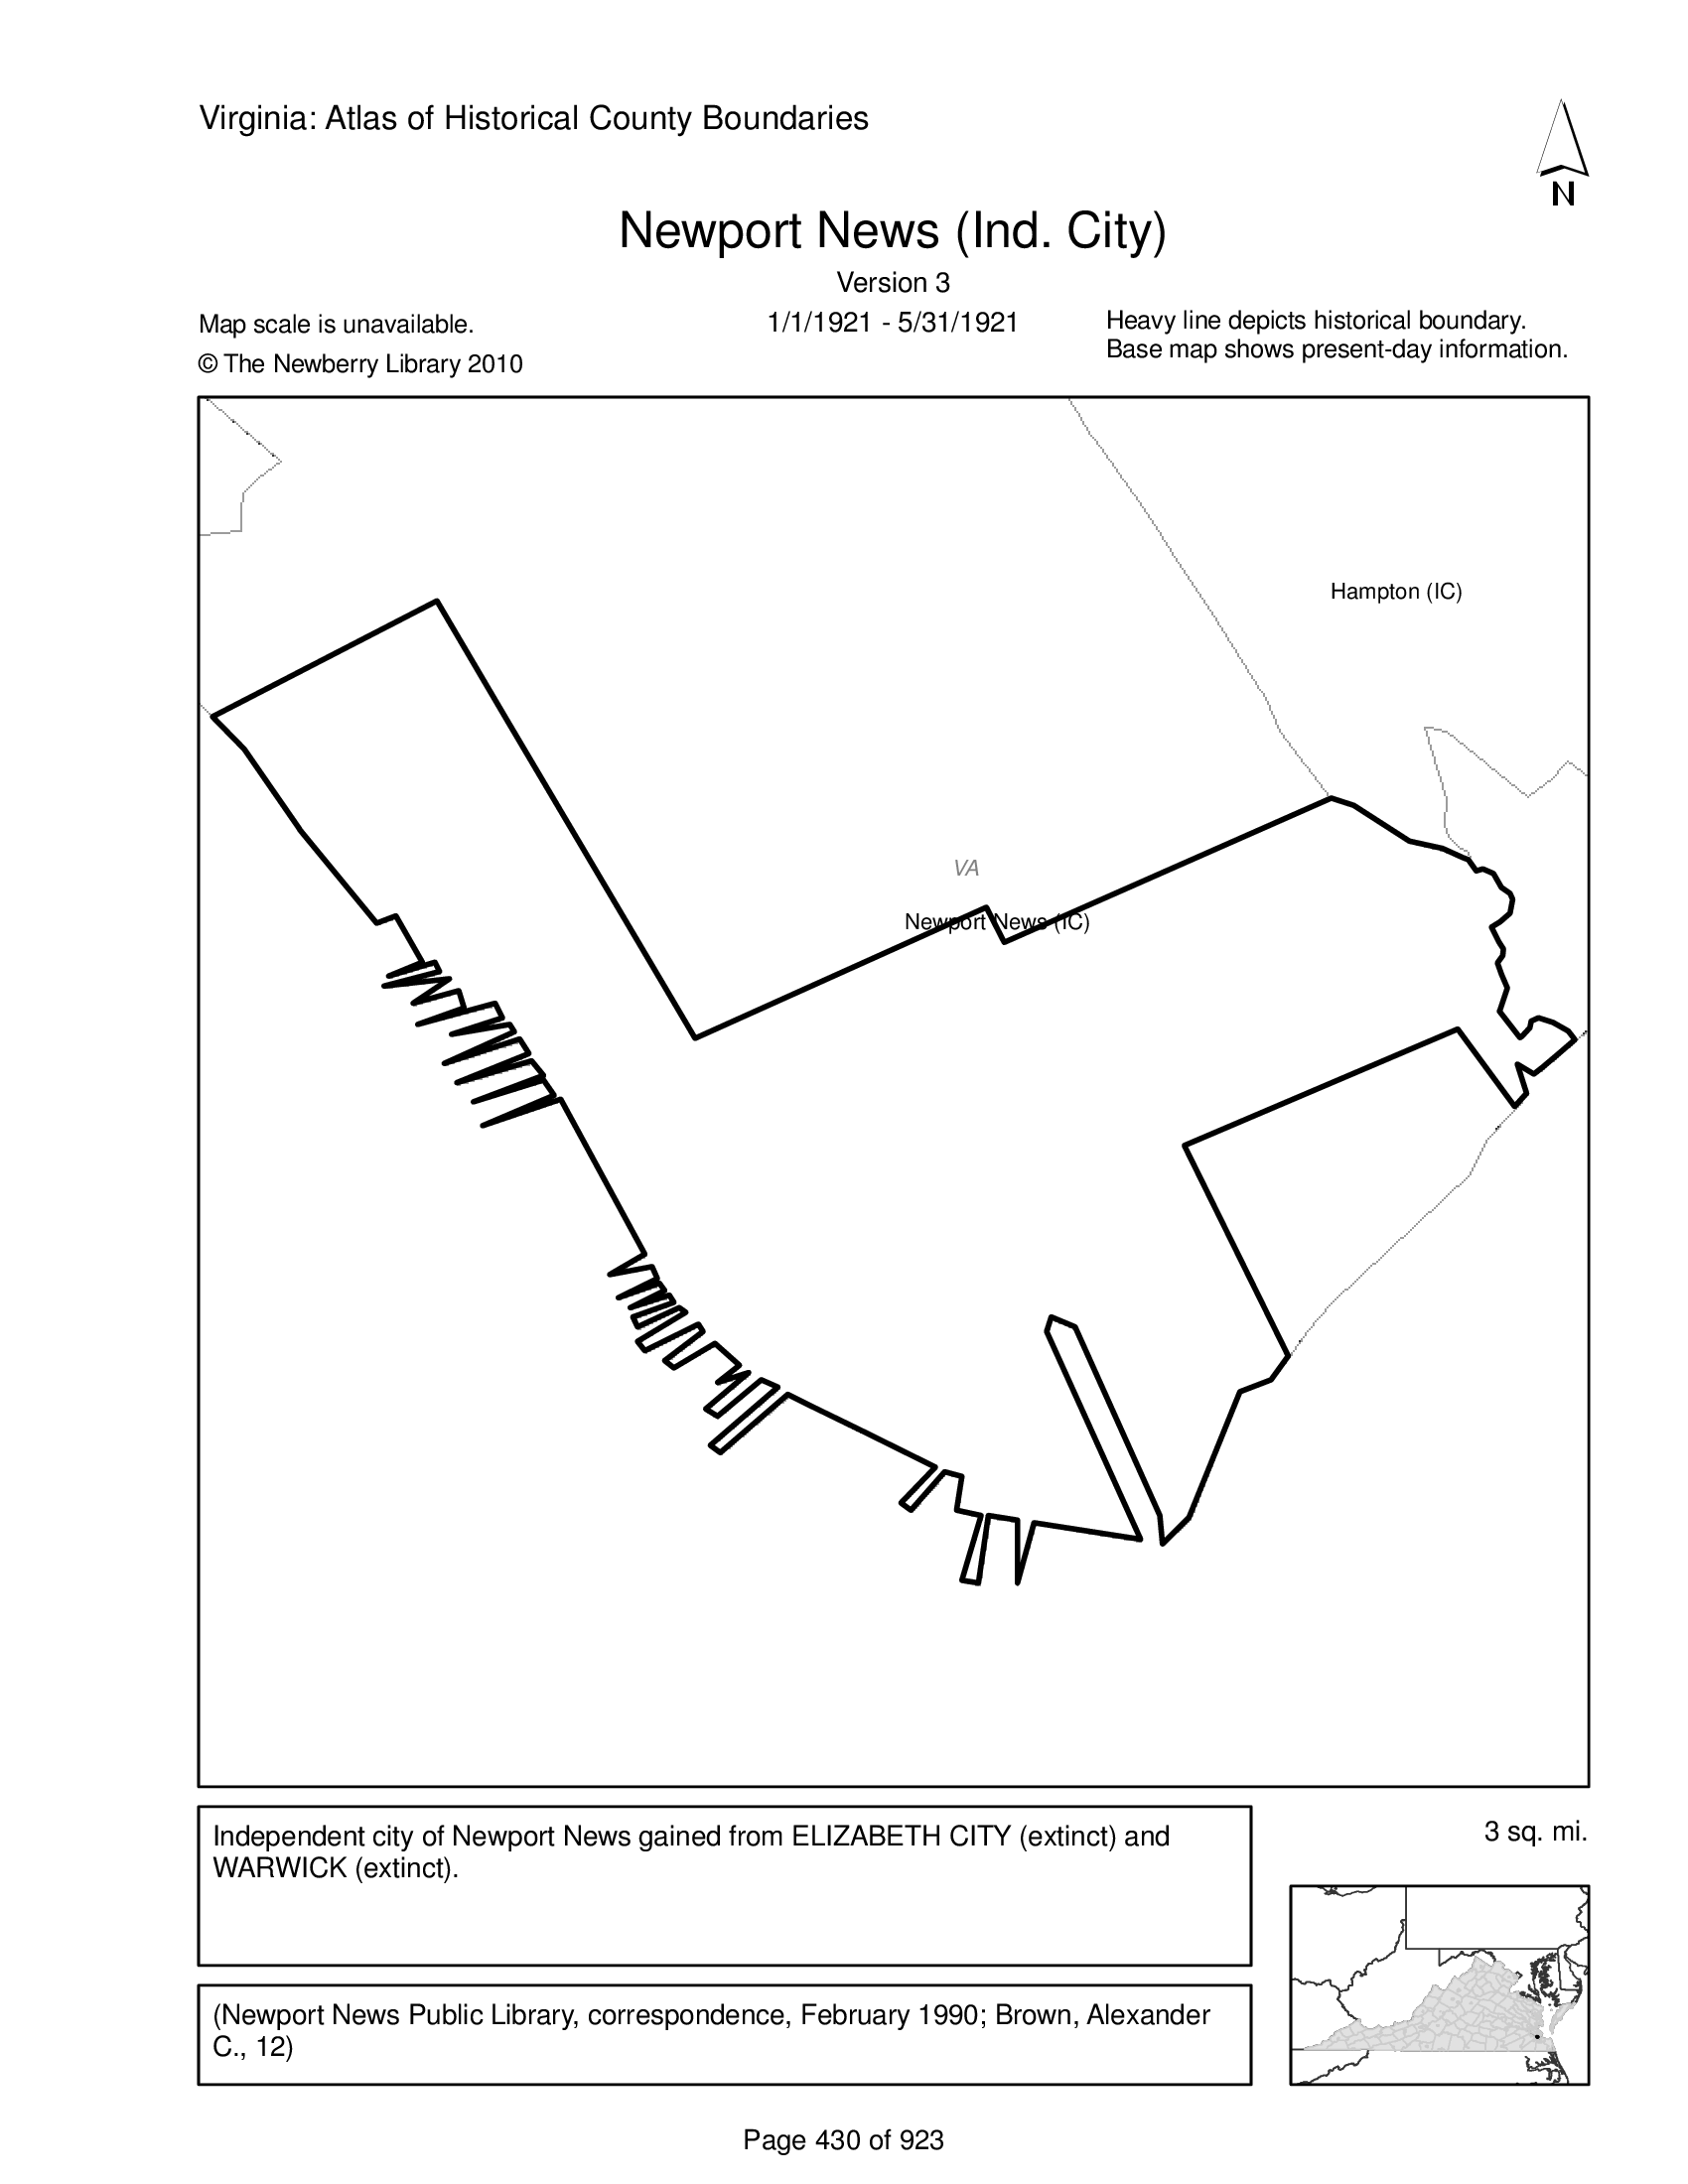 Virginia: Atlas of Historical County Boundaries
N
Newport News (Ind. City)
Version 3
Map scale is unavailable.
1/1/1921 - 5/31/1921
Heavy line depicts historical boundary.
© The Newberry Library 2010
Base map shows present-day information.
Hampton (IC)
VA
Newport News (IC)
Independent city of Newport News gained from ELIZABETH CITY (extinct) and
WARWICK (extinct).
3 sq. mi.
(Newport News Public Library, correspondence, February 1990; Brown, Alexander
C., 12)
Page 430 of 923